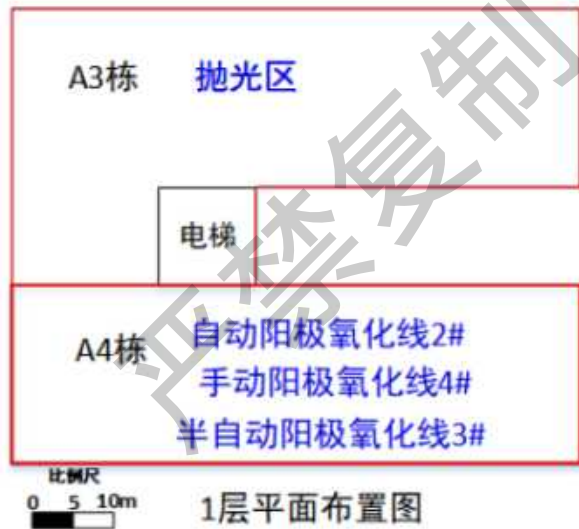 A3栋 抛光区
电梯
A4栋
自动阳极氧化线2#
手动阳极氧化线4#
半自动阳极氧化线3#
比例尺
0 5 10m
1层平面布置图
严禁复制